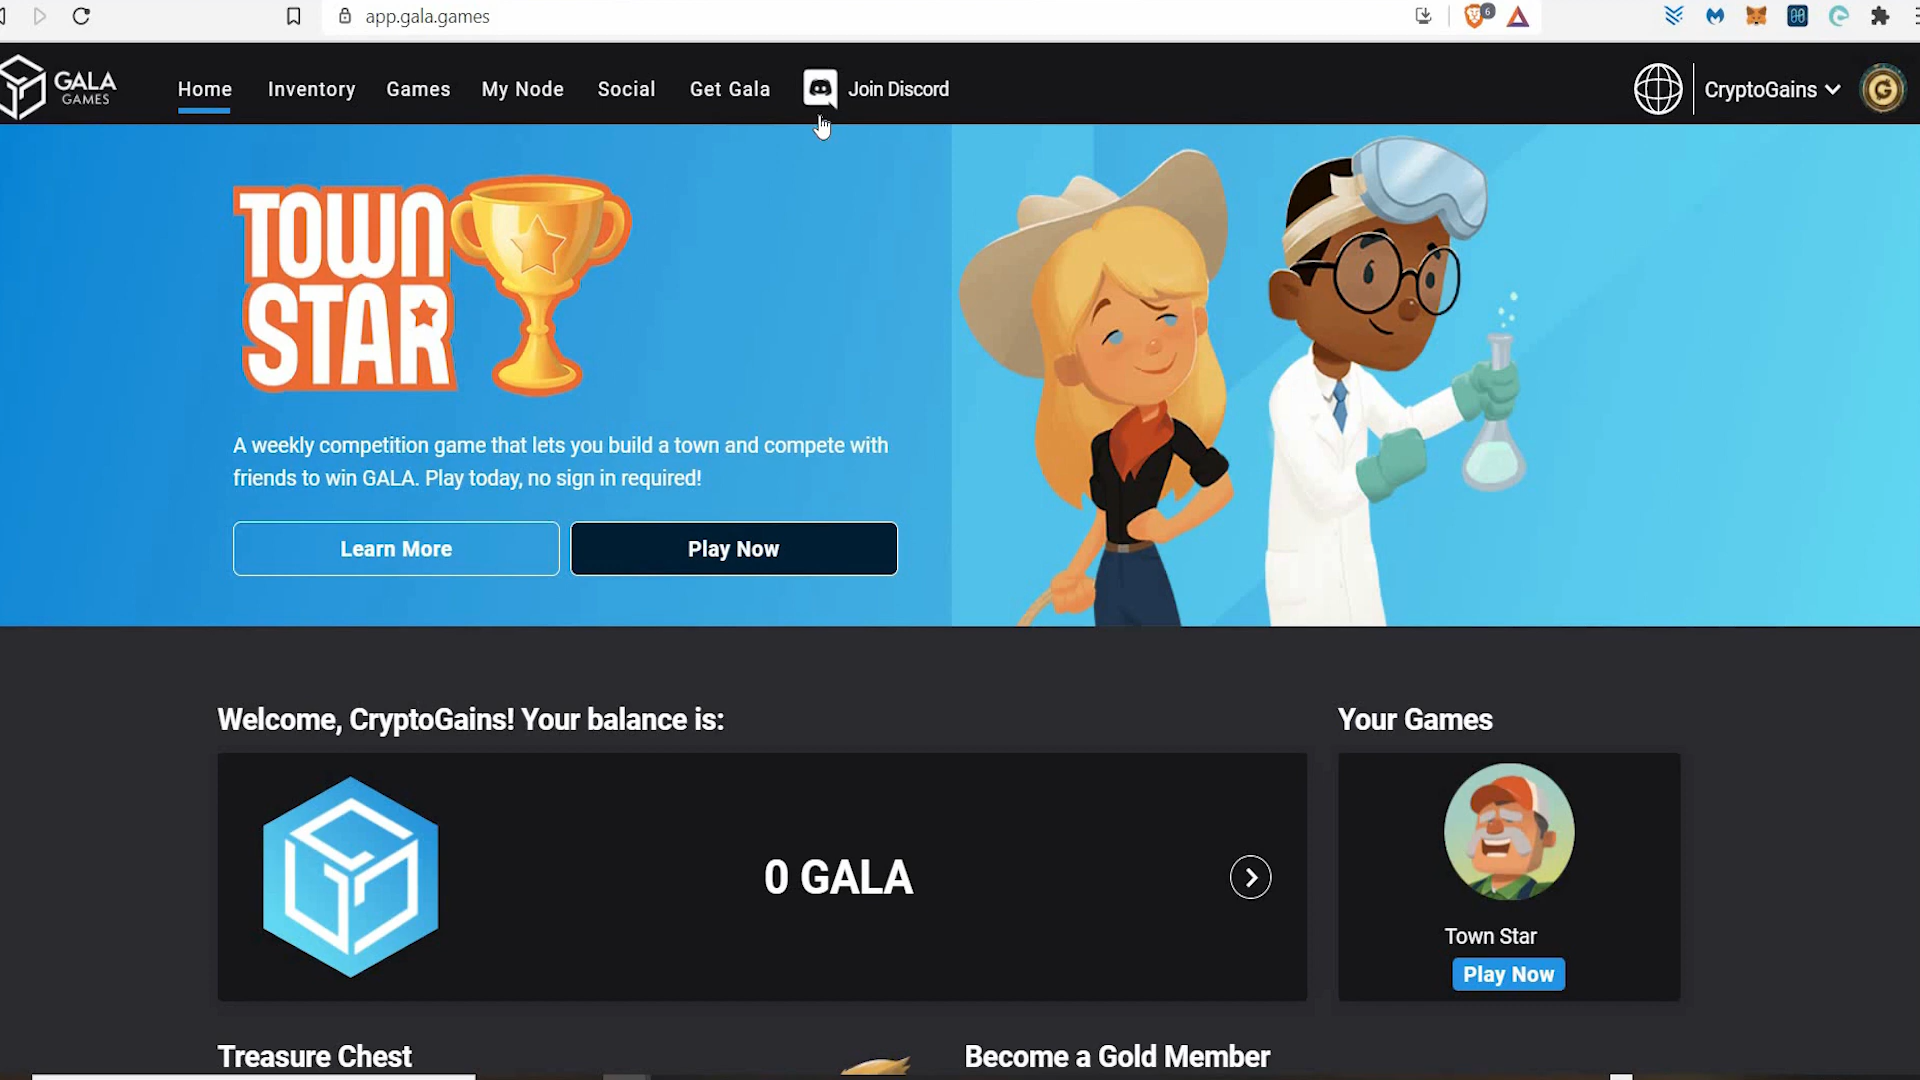 app.gala.games
6
GALA
GAMES
Home
Inventory
Games
My Node
Social
Get Gala
Join Discord
CryptoGains
G
TOWN
STAR
A weekly competition game that lets you build a town and compete with
friends to win GALA. Play today, no sign in required!
Learn More
Play Now
Welcome, CryptoGains! Your balance is:
Your Games
0 GALA
Town Star
Play Now
Treasure Chest
Become a Gold Member